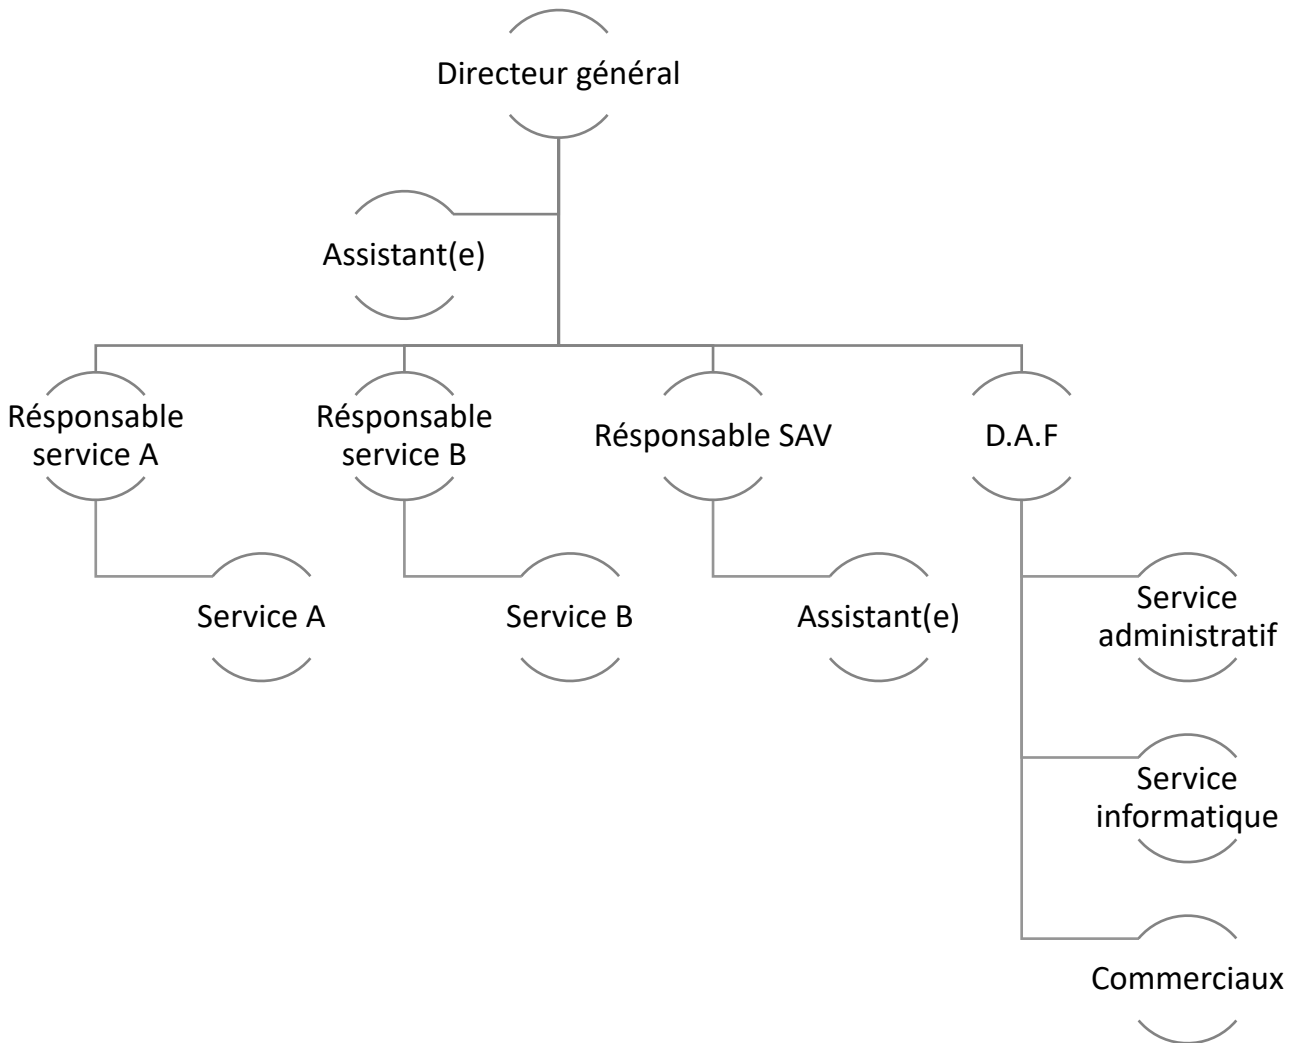 Directeur général
Assistant(e)
Résponsable
service A
Résponsable
service B
Résponsable SAV
D.A.F
Service A
Service B
Assistant(e)
Service
administratif
Service
informatique
Commerciaux